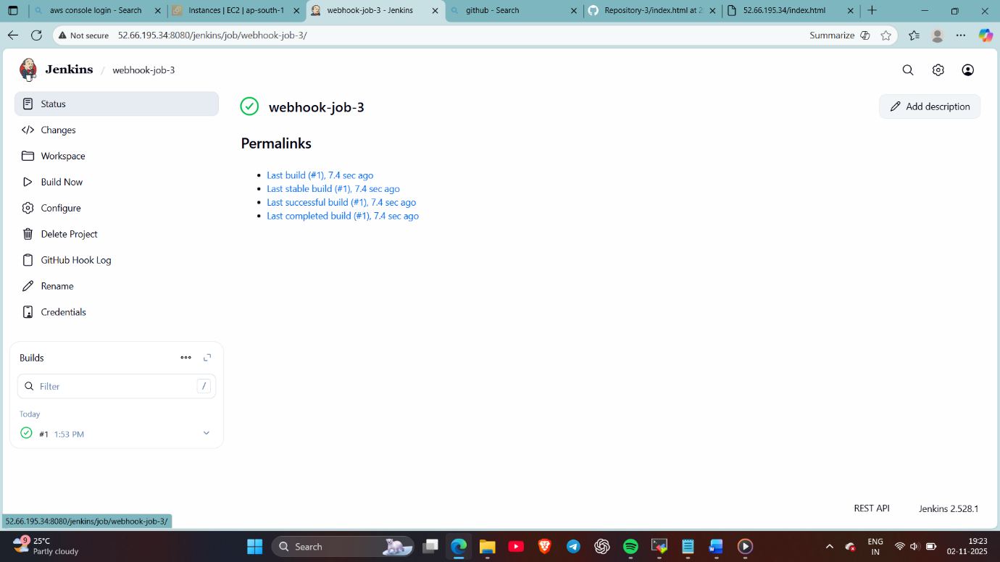 aws console login - Search
Instances | EC2 | ap-south-1
webhook-job-3 - Jenkins
github - Search
Repository-3/index.html at 2
52.66.195.34/index.html
Not secure
52.66.195.34:8080/jenkins/job/webhook-job-3/
Summarize
Jenkins / webhook-job-3
Status
Changes
Workspace
Build Now
Configure
Delete Project
GitHub Hook Log
Rename
Credentials
Builds
Filter
/
Today
#1 1:53 PM
webhook-job-3
Add description
Permalinks
Last build (#1), 7.4 sec ago
Last stable build (#1), 7.4 sec ago
Last successful build (#1), 7.4 sec ago
Last completed build (#1), 7.4 sec ago
REST API
Jenkins 2.528.1
52.66.195.34:8080/jenkins/job/webhook-job-3/
9
25°C
Partly cloudy
Search
ENG
IN
19:23
02-11-2025